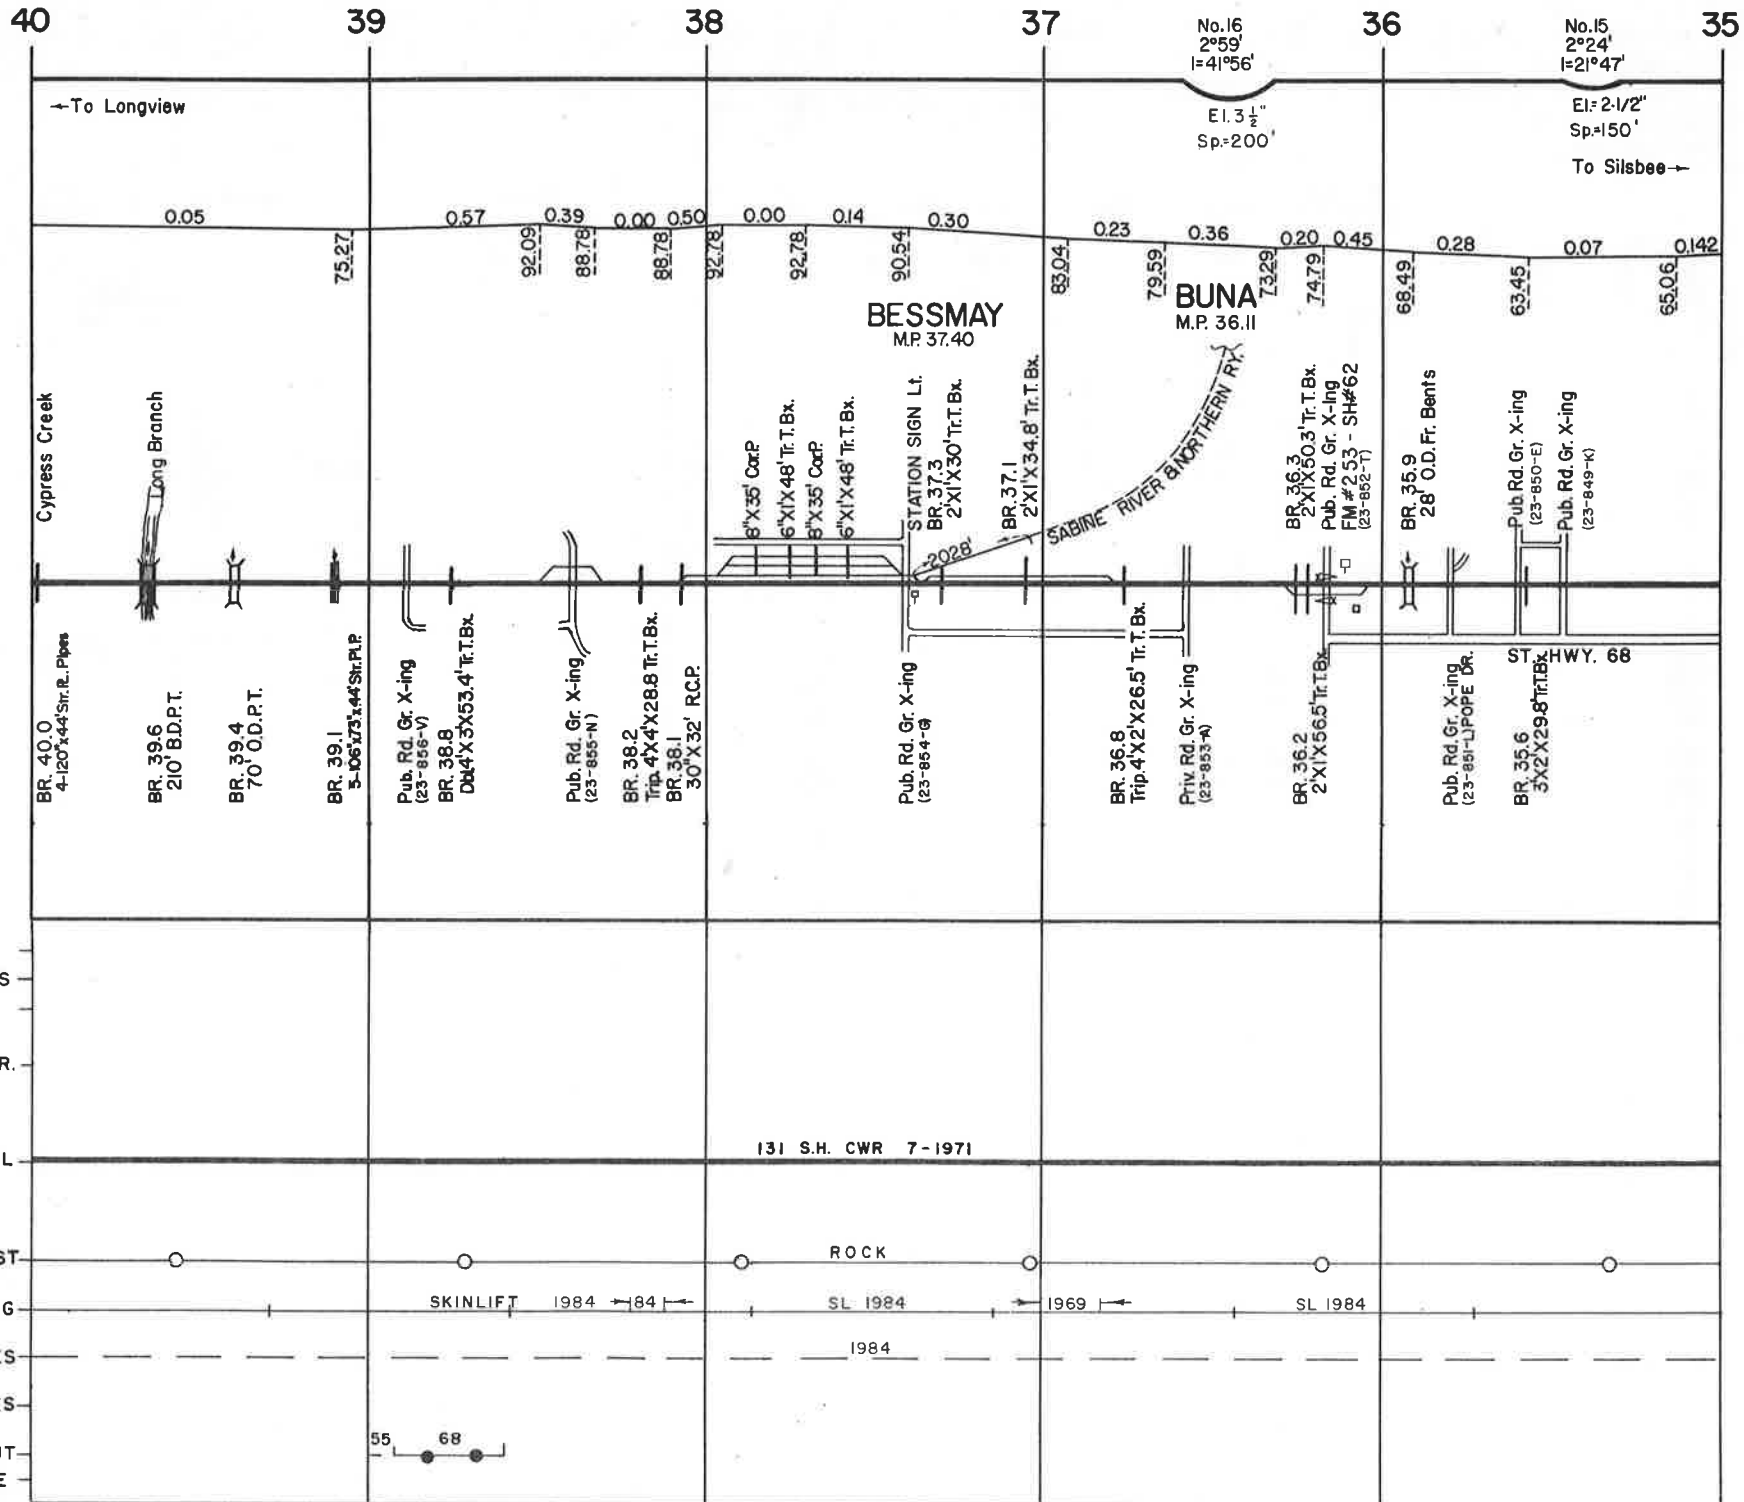 40 39 38 37 36 35
No.16
2°59'
I=41°56'
No.15
2°24'
I=21°47'
←To Longview
El. 3 1/2"
Sp.=200'
El.= 2-1/2"
Sp.=150'
To Silsbee→
0.05 0.57 0.39 0.00 0.50 0.00 0.14 0.30 0.23 0.36 0.20 0.45 0.28 0.07 0.142
75.27 92.09 88.78 88.78 92.78 92.78 90.54 83.04 79.59 73.29 74.79 68.49 63.45 65.06
BESSMAY
M.P. 37.40
BUNA
M.P. 36.11
Cypress Creek
Long Branch
8"X35' Cor.P.
6"X1'X48' Tr.T.Bx.
8"X35' Cor.P.
6"X1'X48' Tr.T.Bx.
STATION SIGN Lt.
BR. 37.3
2'X1'X30' Tr.T.Bx.
BR. 37.1
2'X1'X34.8' Tr.T.Bx.
2028'
SABINE RIVER & NORTHERN RY.
BR. 36.3
2'X1'X50.3' Tr.T.Bx.
Pub. Rd. Gr. X-ing
FM #253 - SH#62
(23-852-T)
BR. 35.9
28' O.D. Fr. Bents
Pub. Rd. Gr. X-ing
(23-850-E)
Pub. Rd. Gr. X-ing
(23-849-K)
ST. HWY. 68
BR. 40.0
4-120"x44' Str. R. Pipes
BR. 39.6
210' B.D.P.T.
BR. 39.4
70' O.D.P.T.
BR. 39.1
5-106"x73"x44' Str. Pl.P.
Pub. Rd. Gr. X-ing
(23-856-V)
BR. 38.8
Dbl.4'X3'X53.4' Tr.T.Bx.
Pub. Rd. Gr. X-ing
(23-855-N)
BR. 38.2
Trip. 4'X4'X28.8' Tr.T.Bx.
BR. 38.1
30"X32' R.C.P.
Pub. Rd. Gr. X-ing
(23-854-G)
BR. 36.8
Trip.4'X2'X26.5' Tr.T.Bx.
Priv. Rd. Gr. X-ing
(23-853-A)
BR. 36.2
2'X1'X56.5' Tr.T.Bx.
Pub. Rd. Gr. X-ing
(23-851-L) POPE DR.
BR. 35.6
3'X2'X29.8' Tr.T.Bx.
S
R.
L
131 S.H. CWR 7-1971
ST
ROCK
G
SKINLIFT 1984 84 SL 1984 1969 SL 1984
S
1984
S
T
55 68
E